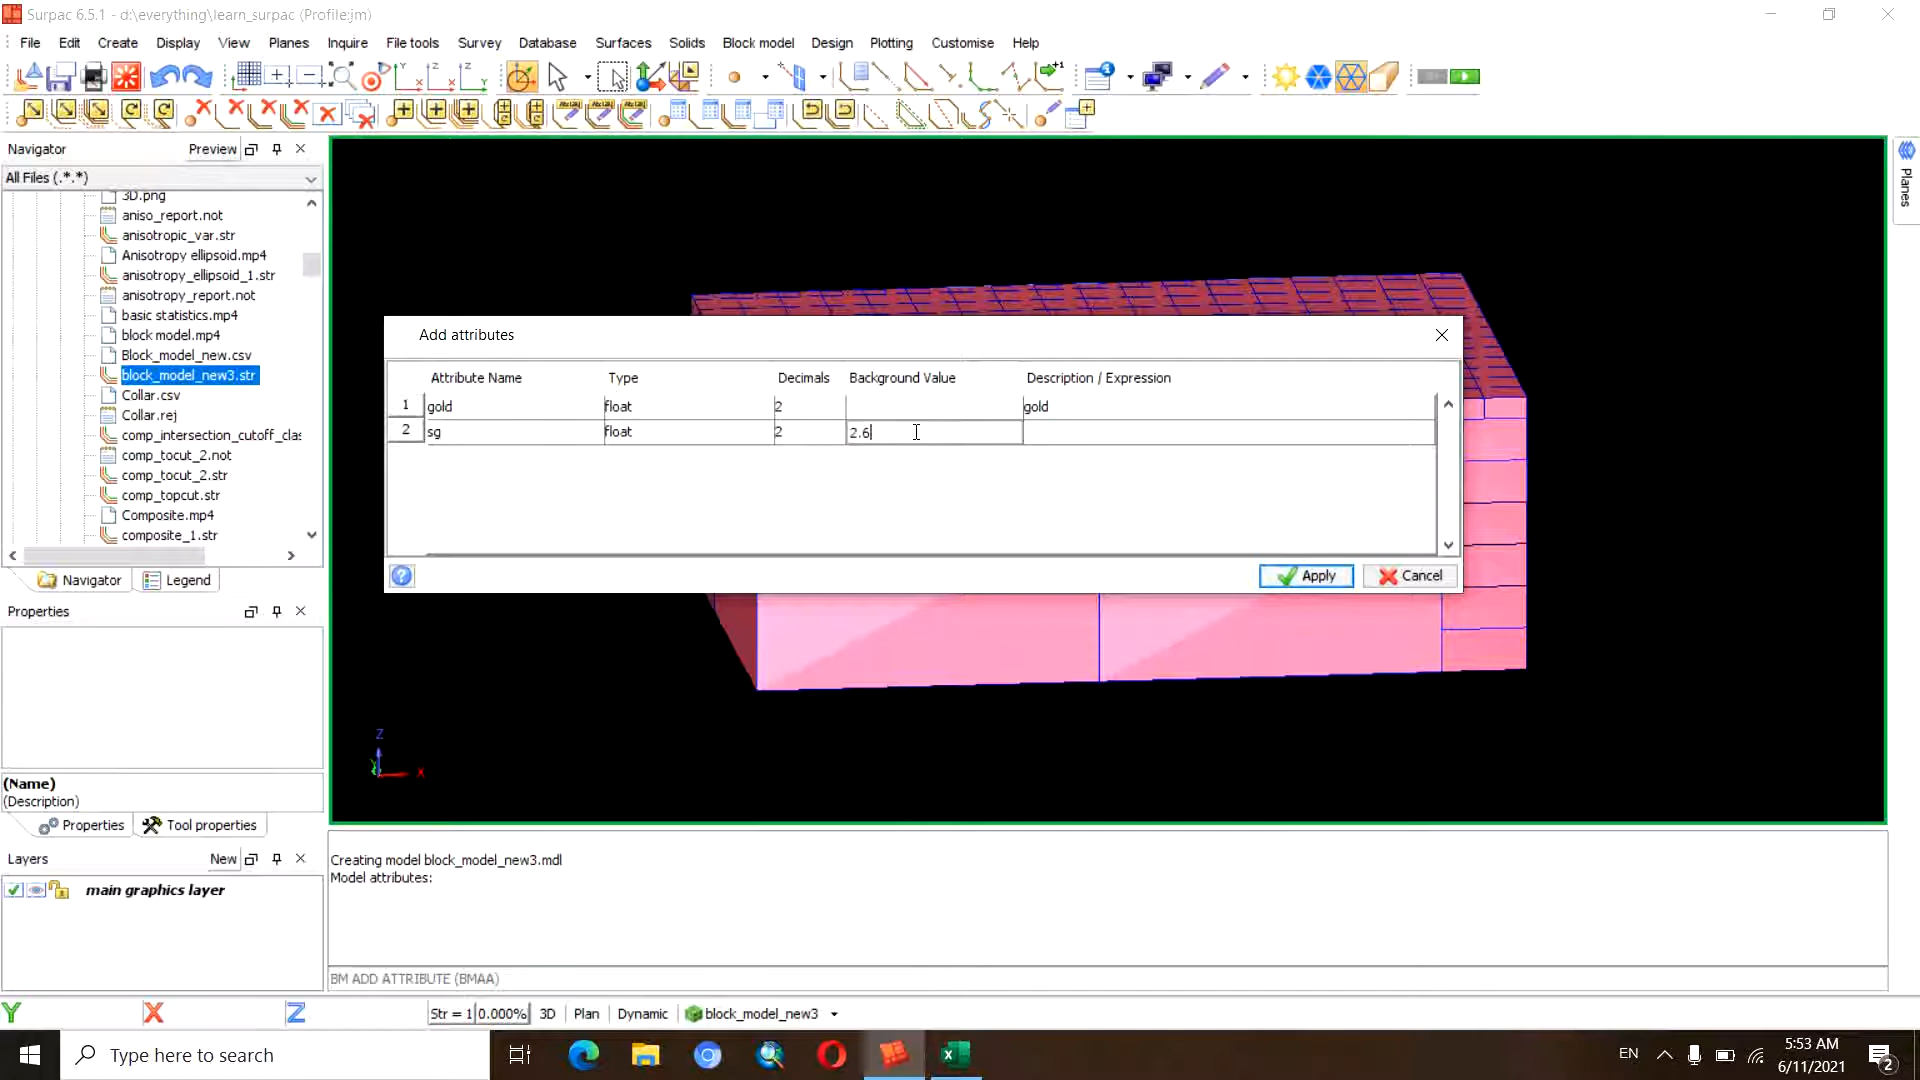 Surpac 6.5.1 - d:\everything\learn_surpac (Profile:jm)
File Edit Create Display View Planes Inquire File tools Survey Database Surfaces Solids Block model Design Plotting Customise Help
Navigator Preview
All Files (*.*)
3D.png
aniso_report.not
anisotropic_var.str
Anisotropy ellipsoid.mp4
anisotropy_ellipsoid_1.str
anisotropy_report.not
basic statistics.mp4
block model.mp4
Block_model_new.csv
block_model_new3.str
Collar.csv
Collar.rej
comp_intersection_cutoff_clas
comp_tocut_2.not
comp_tocut_2.str
comp_topcut.str
Composite.mp4
composite_1.str
Navigator Legend
Properties
(Name)
(Description)
Properties Tool properties
Layers New
main graphics layer
Planes
Add attributes
Attribute Name Type Decimals Background Value Description / Expression
1 gold float 2 gold
2 sg float 2 2.6
Apply Cancel
Z
Y X
Creating model block_model_new3.mdl
Model attributes:
BM ADD ATTRIBUTE (BMAA)
Y X Z Str = 1 0.000% 3D Plan Dynamic block_model_new3
Type here to search
EN
5:53 AM
6/11/2021
2